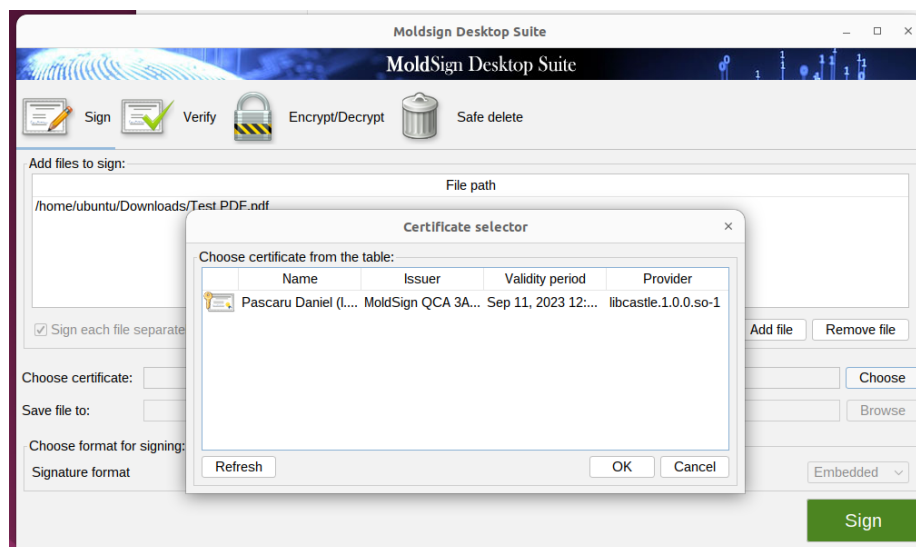 Moldsign Desktop Suite
MoldSign Desktop Suite
Sign Verify Encrypt/Decrypt Safe delete
Add files to sign:
File path
/home/ubuntu/Downloads/Test PDF.pdf
Certificate selector
Choose certificate from the table:
Name Issuer Validity period Provider
Pascaru Daniel (I.... MoldSign QCA 3A... Sep 11, 2023 12:... libcastle.1.0.0.so-1
Sign each file separate
Add file Remove file
Choose certificate: Choose
Save file to: Browse
Choose format for signing:
Signature format Embedded
Refresh OK Cancel
Sign